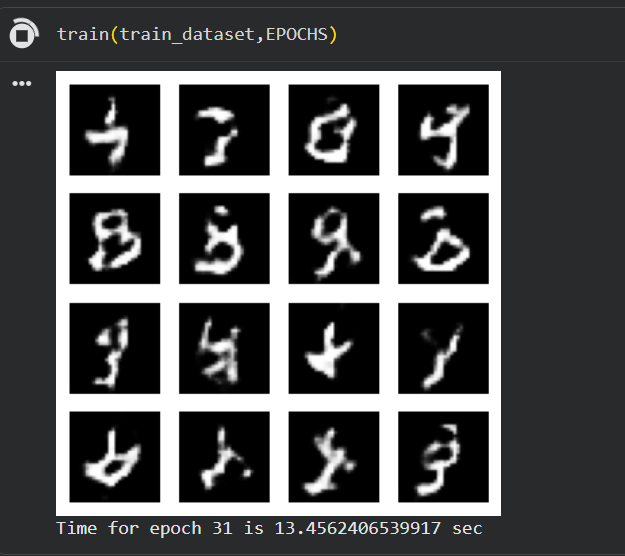 train(train_dataset,EPOCHS)
Time for epoch 31 is 13.4562406539917 sec